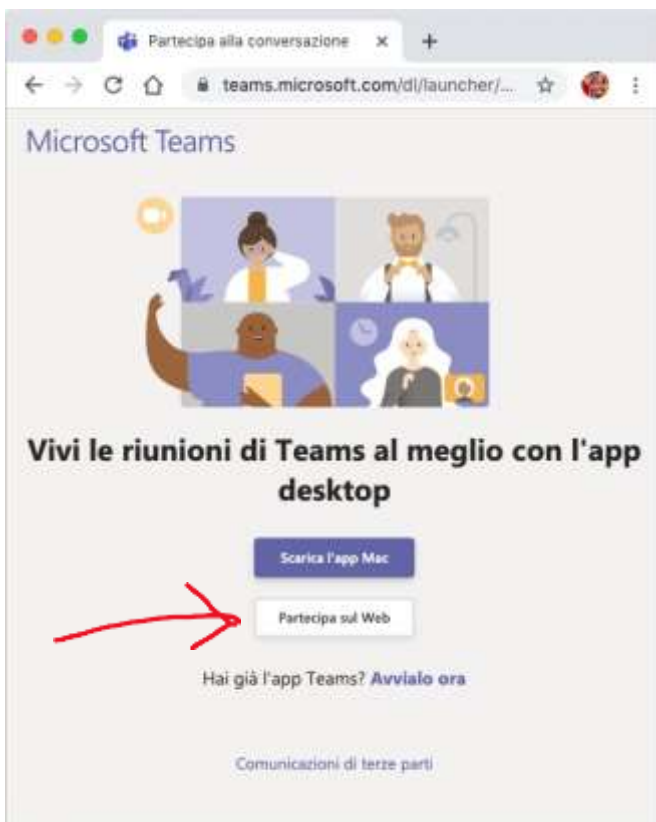 Partecipa alla conversazione
teams.microsoft.com/dl/launcher/...
Microsoft Teams
Vivi le riunioni di Teams al meglio con l'app
desktop
Scarica l'app Mac
Partecipa sul Web
Hai già l'app Teams? Avvialo ora
Comunicazioni di terze parti